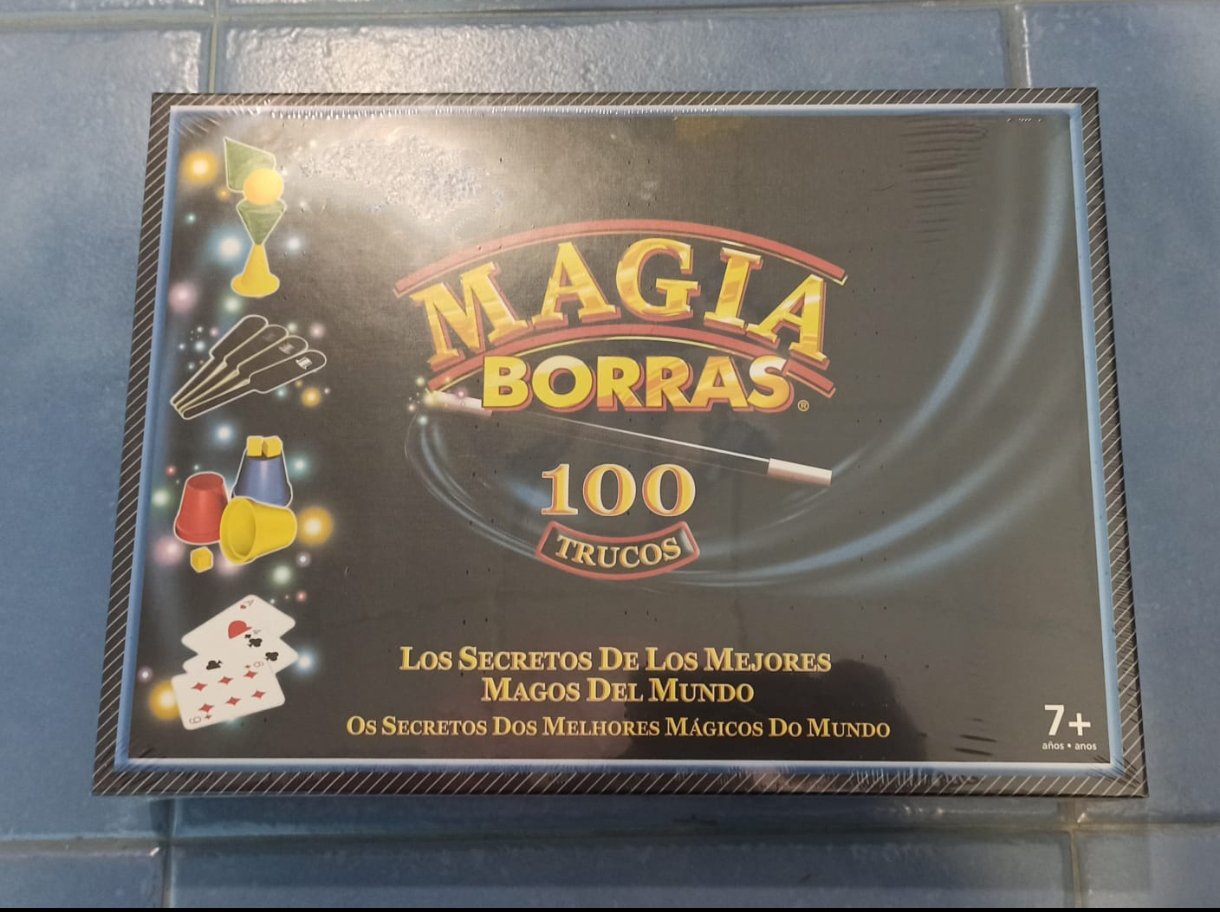 MAGIA
BORRAS®
100
TRUCOS
LOS SECRETOS DE LOS MEJORES
MAGOS DEL MUNDO
OS SECRETOS DOS MELHORES MÁGICOS DO MUNDO
7+
años • anos